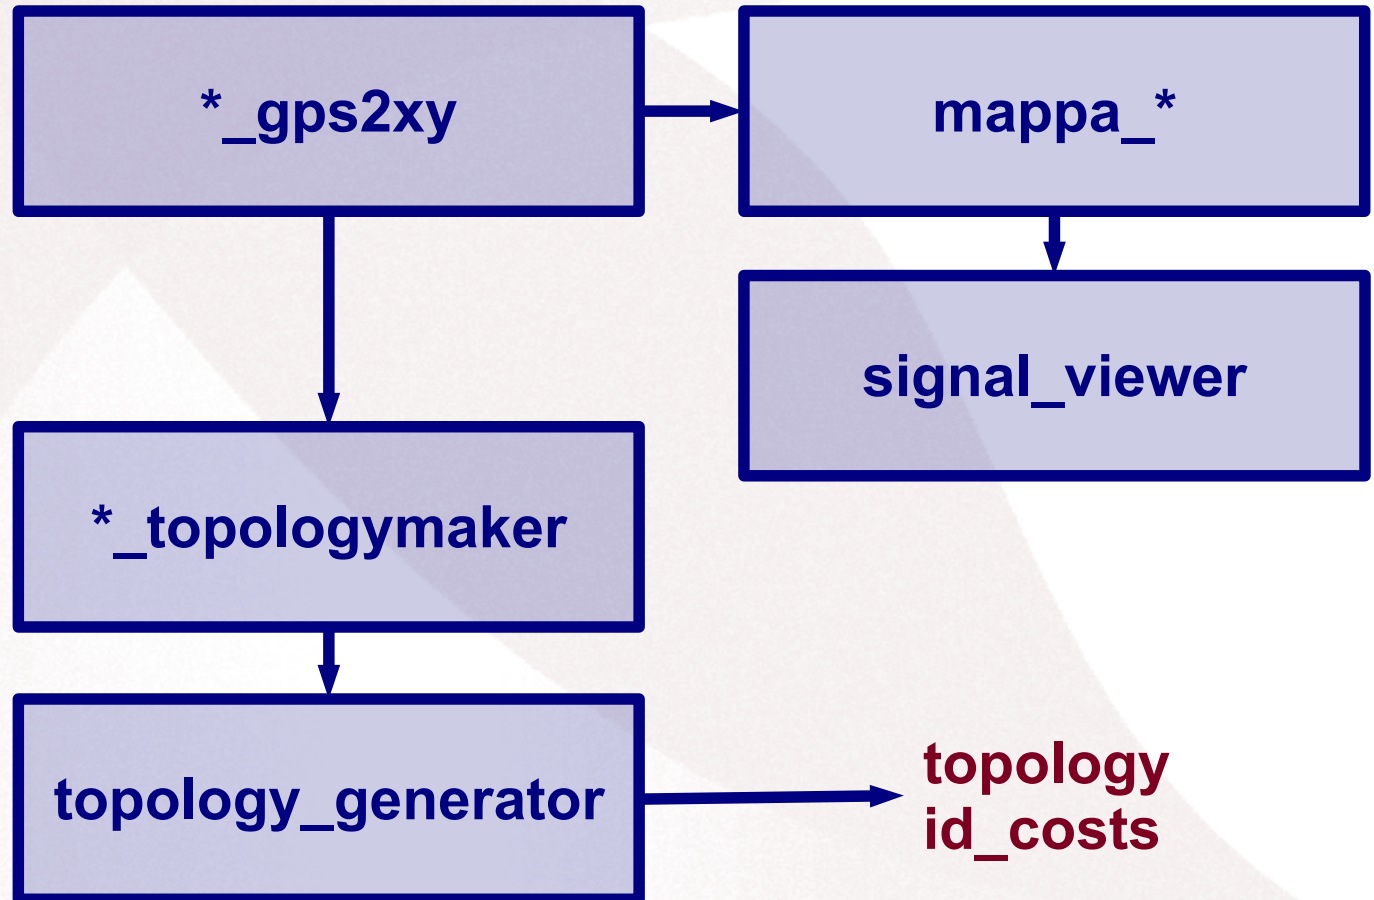 *_gps2xy
mappa_*
signal_viewer
*_topologymaker
topology_generator
topology
id_costs